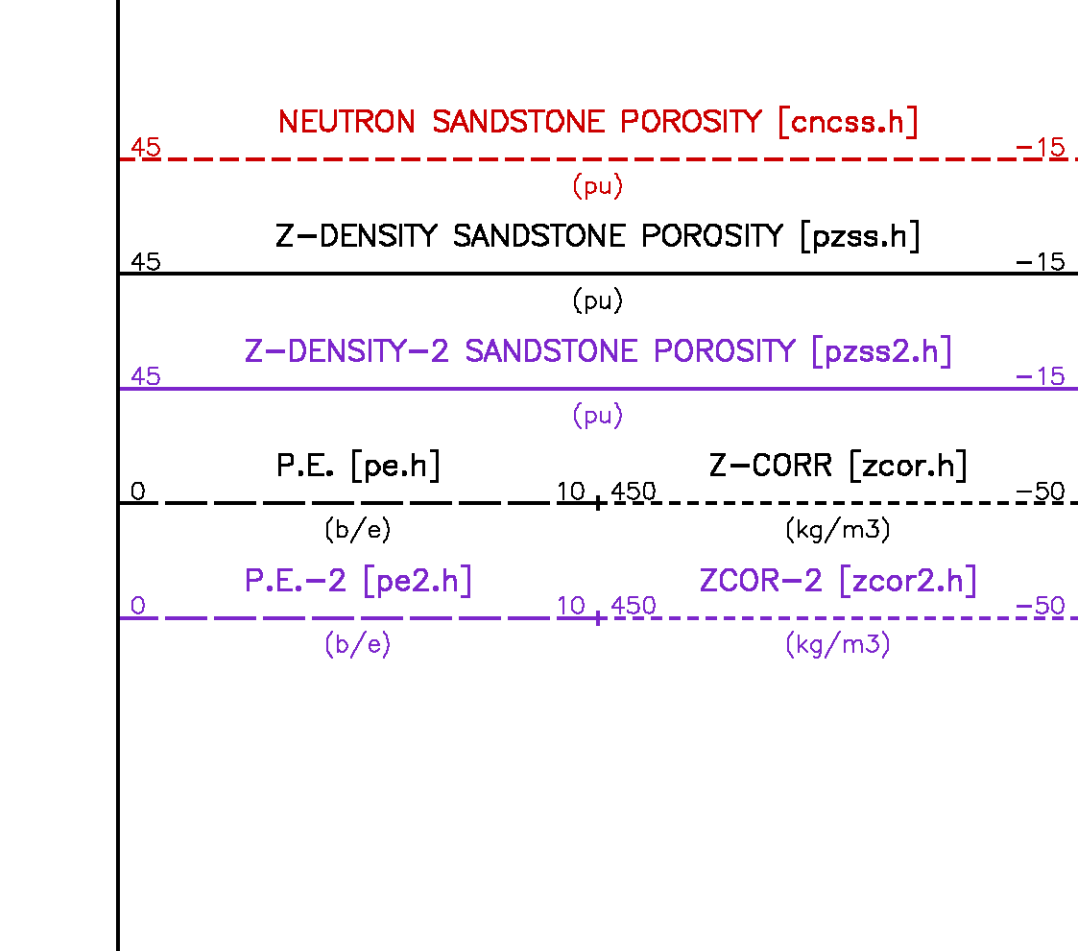 NEUTRON SANDSTONE POROSITY [cncss.h]
45 -15
(pu)
Z-DENSITY SANDSTONE POROSITY [pzss.h]
45 -15
(pu)
Z-DENSITY-2 SANDSTONE POROSITY [pzss2.h]
45 -15
(pu)
P.E. [pe.h] Z-CORR [zcor.h]
0 10 450 -50
(b/e) (kg/m3)
P.E.-2 [pe2.h] ZCOR-2 [zcor2.h]
0 10 450 -50
(b/e) (kg/m3)